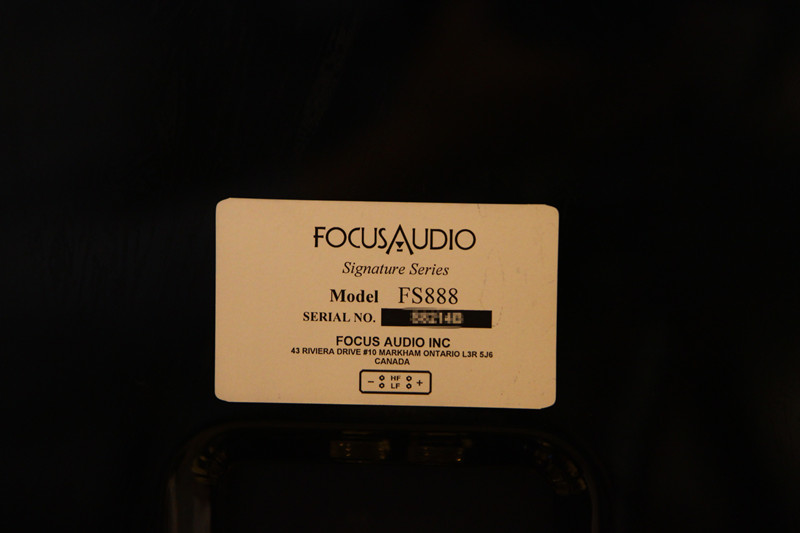 FOCUSAUDIO
Signature Series
Model FS888
SERIAL NO.
FOCUS AUDIO INC
43 RIVIERA DRIVE #10 MARKHAM ONTARIO L3R 5J6
CANADA
− HF +
LF